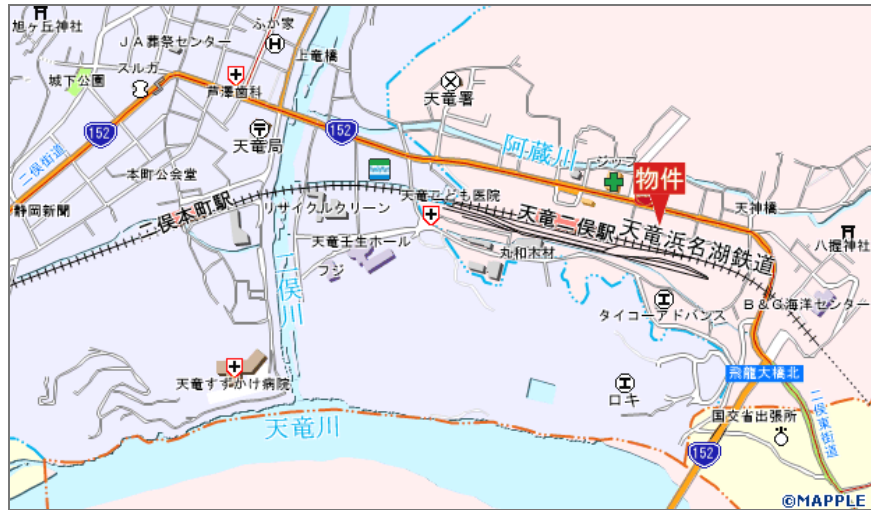 旭ヶ丘神社
ふか家
JA葬祭センター
上竜橋
スルガ
城下公園
芦澤歯科
天竜署
152
天竜局
152
阿蔵川
二俣街道
本町公会堂
物件
天竜こども医院
静岡新聞
二俣本町駅
リサイクルクリーン
天竜二俣駅
天竜浜名湖鉄道
天神橋
天竜壬生ホール
丸和木材
八握神社
フジ
二俣川
タイコーアドバンス
B&G海洋センター
天竜すずかけ病院
飛龍大橋北
ロキ
天竜川
国交省出張所
二俣東街道
152
©MAPPLE